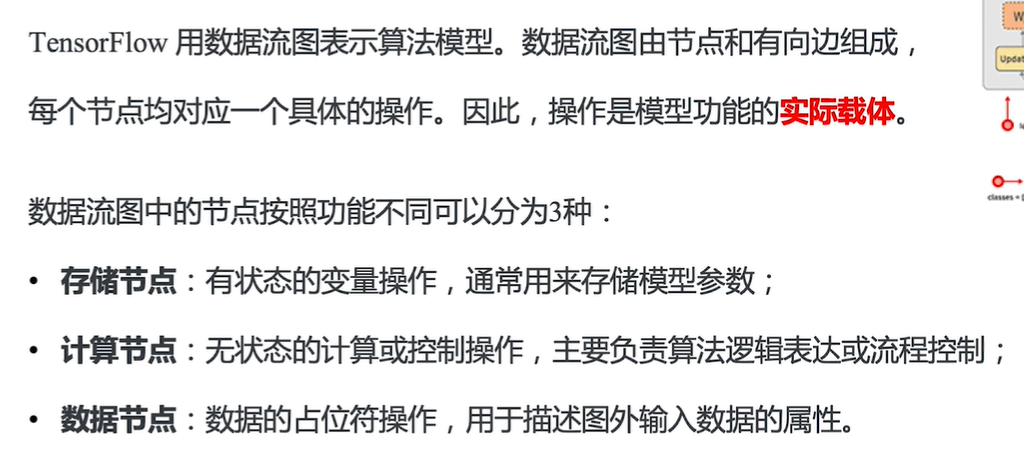 TensorFlow 用数据流图表示算法模型。数据流图由节点和有向边组成，
每个节点均对应一个具体的操作。因此，操作是模型功能的实际载体。
数据流图中的节点按照功能不同可以分为3种：
• 存储节点：有状态的变量操作，通常用来存储模型参数；
• 计算节点：无状态的计算或控制操作，主要负责算法逻辑表达或流程控制；
• 数据节点：数据的占位符操作，用于描述图外输入数据的属性。
W
Updat
classes =